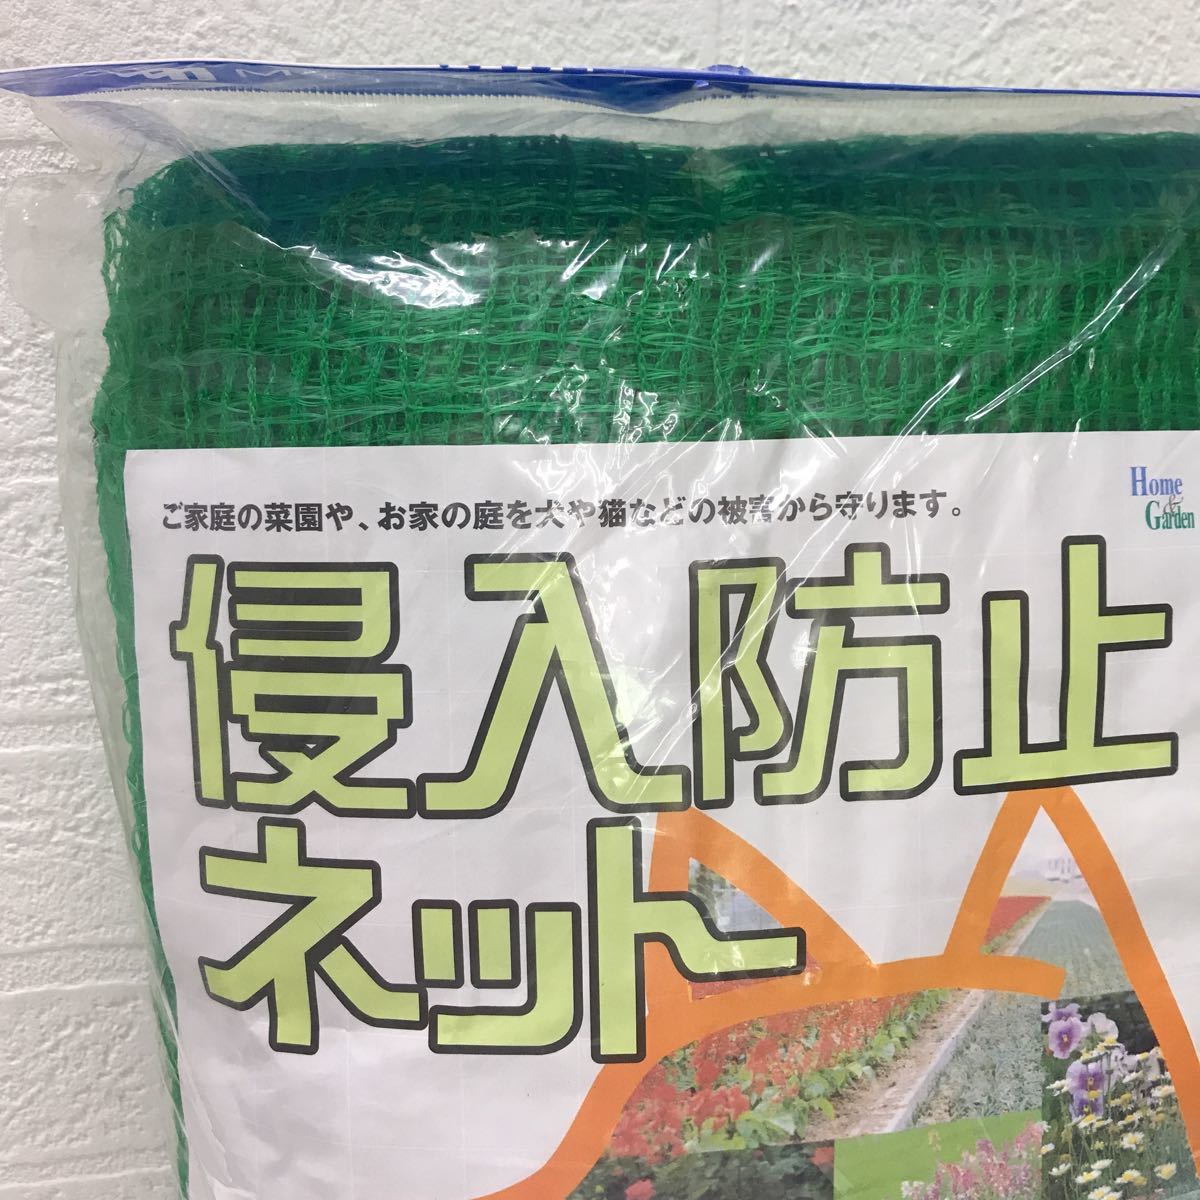 ご家庭の菜園や、お家の庭を犬や猫などの被害から守ります。
Home
&
Garden
侵入防止
ネット